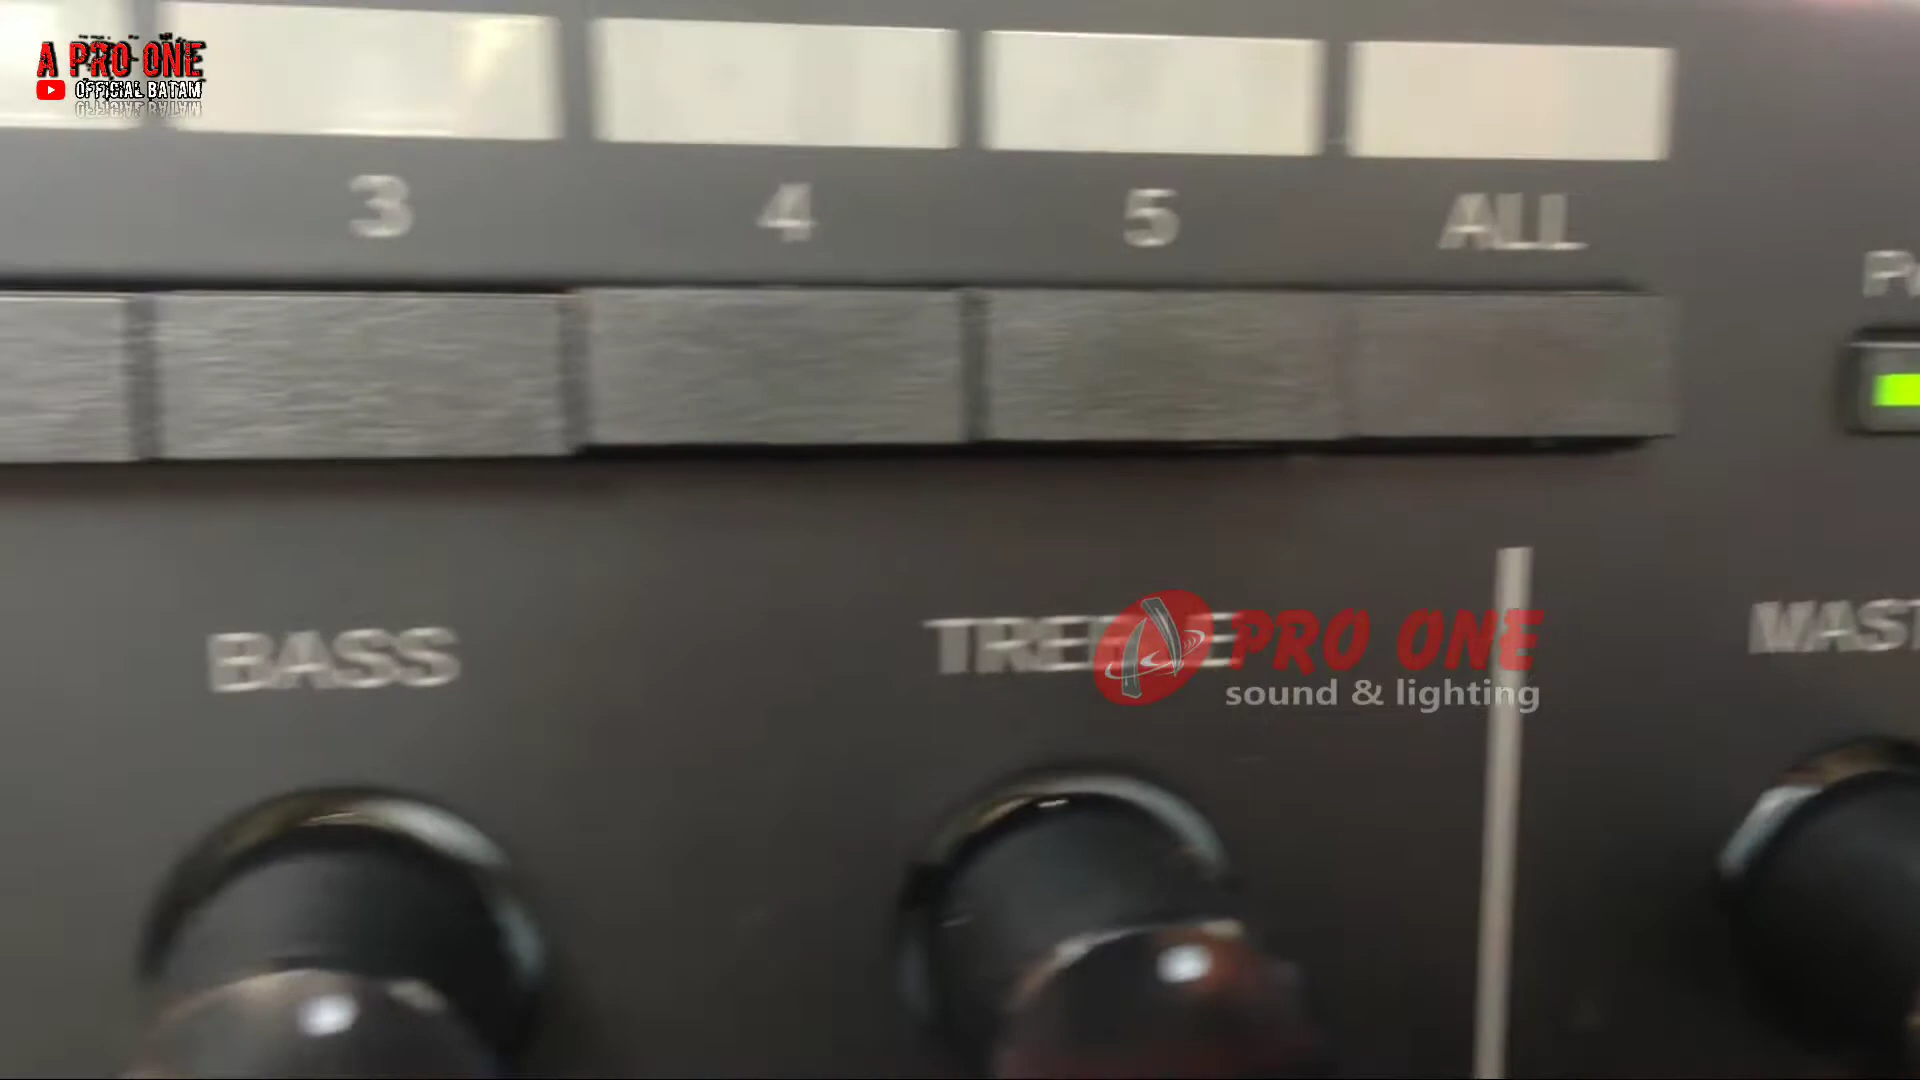 A PRO ONE
OFFICIAL BATAM
3 4 5 ALL
BASS
PRO ONE
sound & lighting